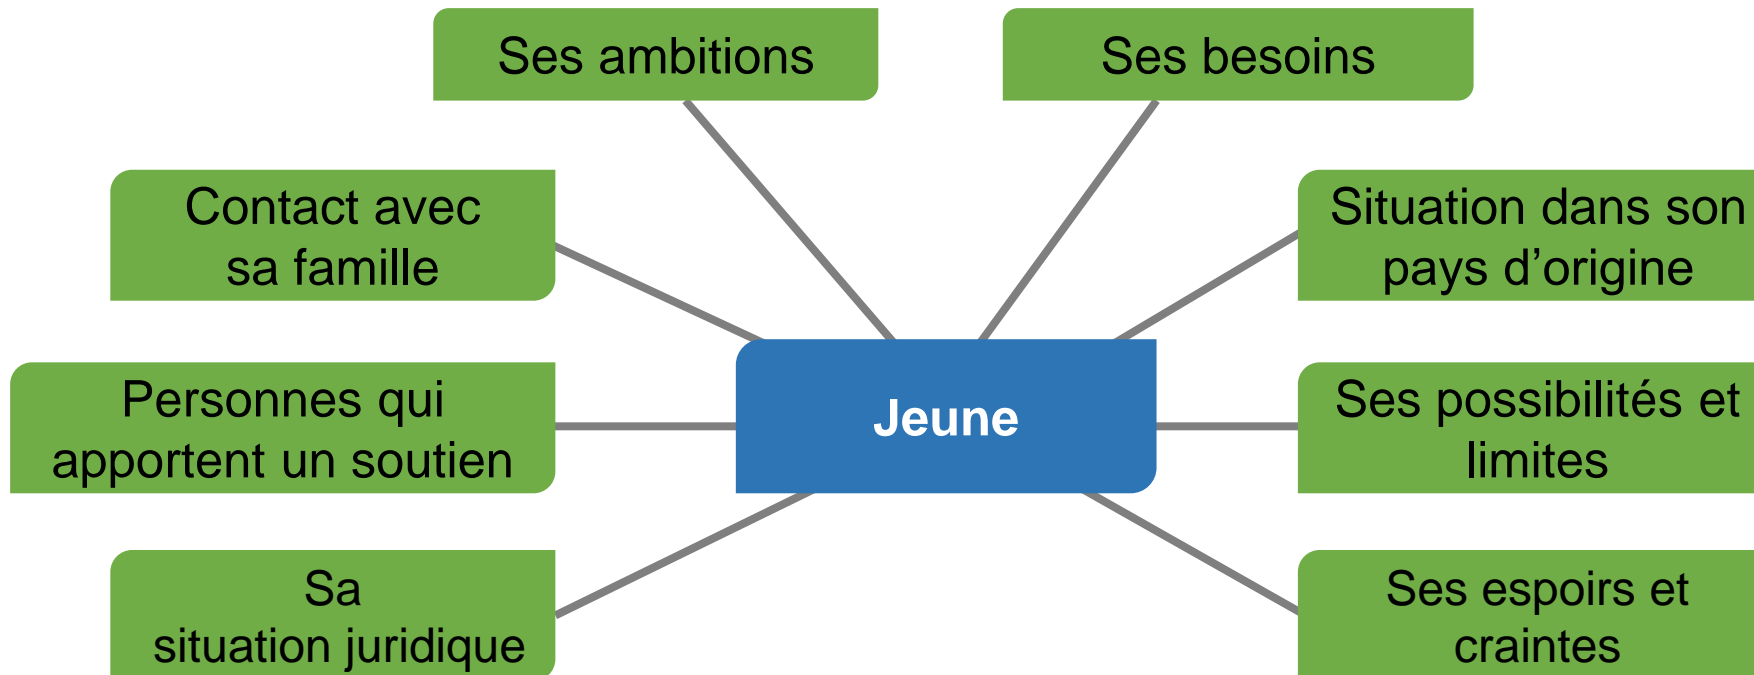 Ses ambitions
Ses besoins
Contact avec
sa famille
Situation dans son
pays d’origine
Personnes qui
apportent un soutien
Jeune
Ses possibilités et
limites
Sa
situation juridique
Ses espoirs et
craintes